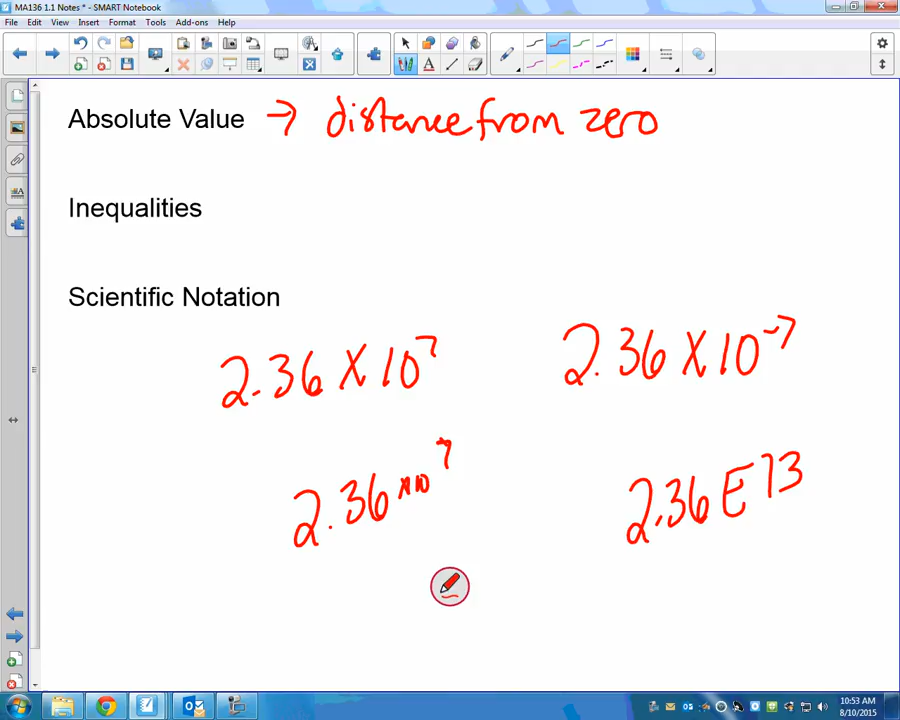 MA136 1.1 Notes * - SMART Notebook
File Edit View Insert Format Tools Add-ons Help
Absolute Value → distance from zero
Inequalities
Scientific Notation
2.36 X 10^7 2.36 X 10^-7
2.36 x10^7 2.36 E 73
10:53 AM
8/10/2015